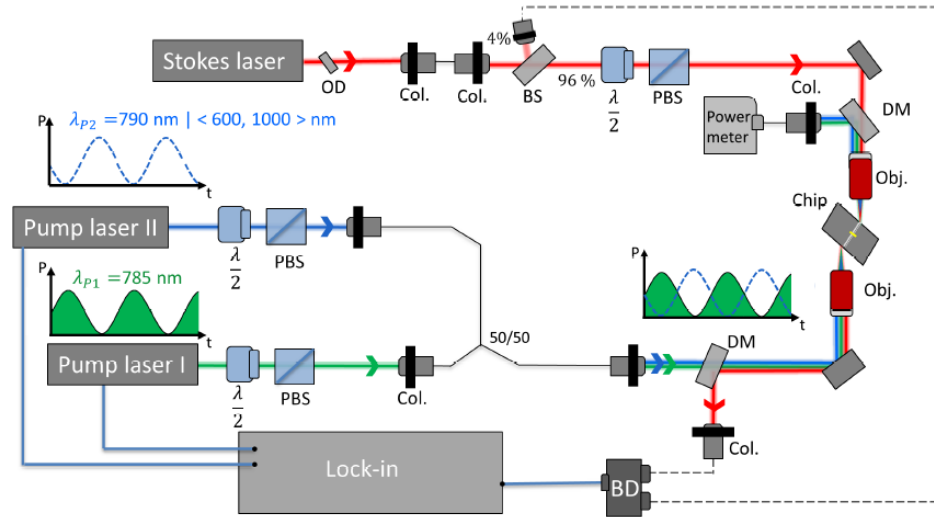 Stokes laser
OD
Col.
Col.
4%
BS
96 %
λ/2
PBS
Col.
DM
Power
meter
Obj.
Chip
Obj.
λP2 =790 nm | < 600, 1000 > nm
P
t
Pump laser II
λ/2
PBS
P
λP1 =785 nm
t
Pump laser I
λ/2
PBS
Col.
50/50
P
t
DM
Col.
Lock-in
BD